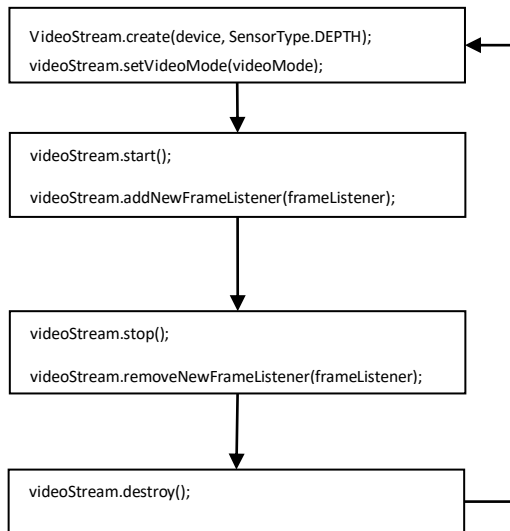 VideoStream.create(device, SensorType.DEPTH);
videoStream.setVideoMode(videoMode);
videoStream.start();
videoStream.addNewFrameListener(frameListener);
videoStream.stop();
videoStream.removeNewFrameListener(frameListener);
videoStream.destroy();